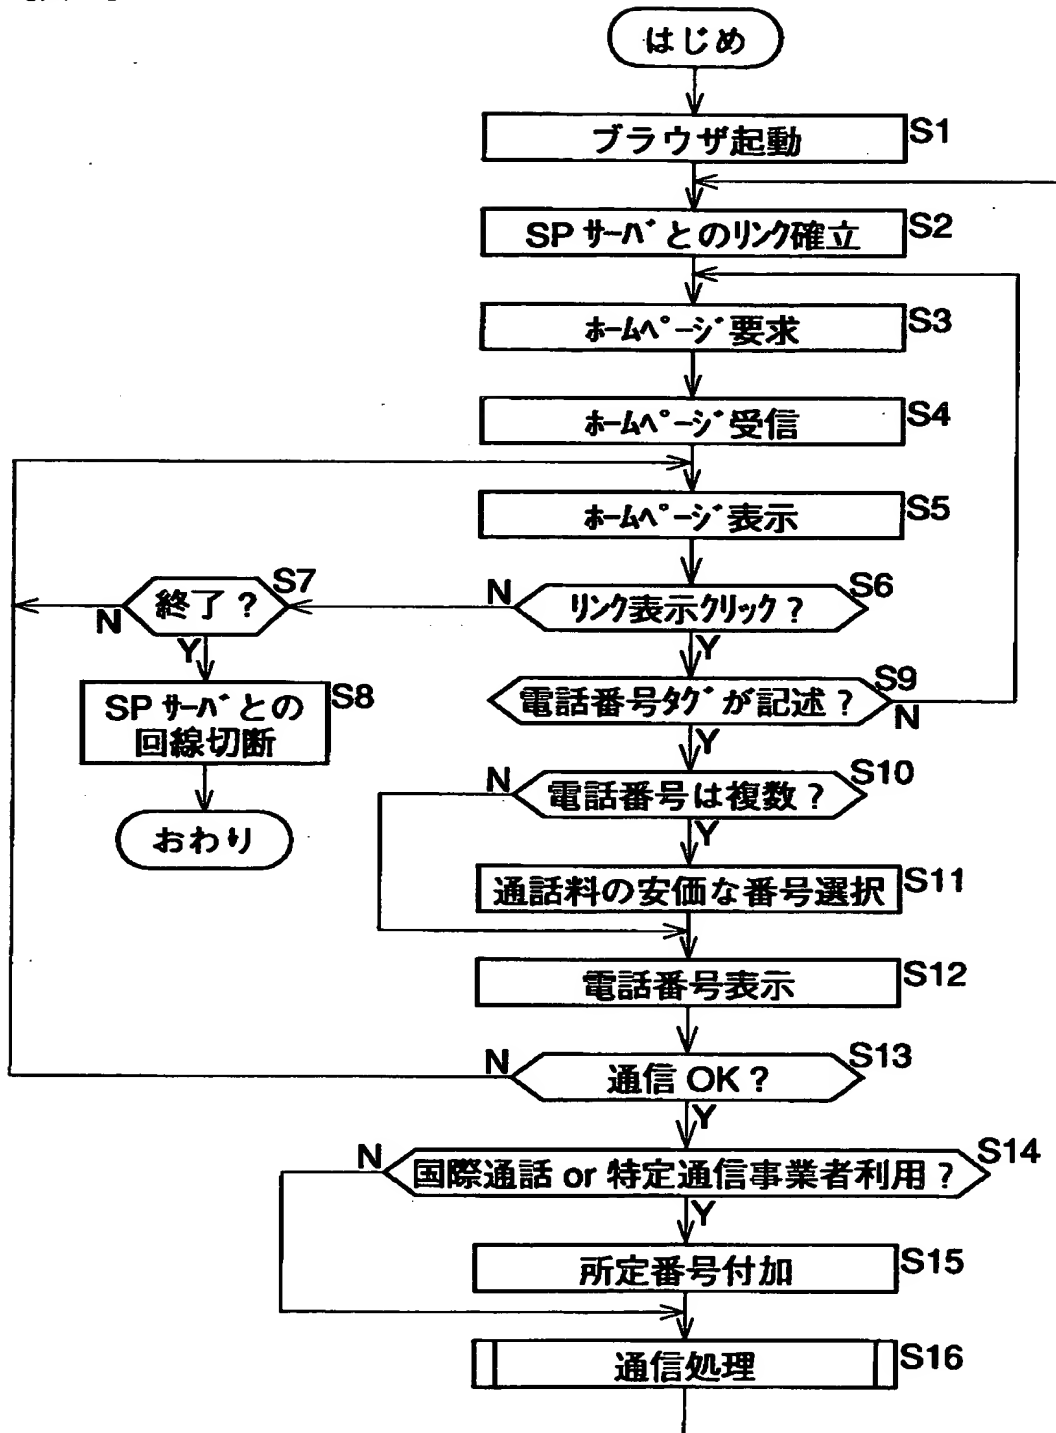 はじめ
ブラウザ起動 S1
SP サーバとのリンク確立 S2
ホームページ要求 S3
ホームページ受信 S4
ホームページ表示 S5
リンク表示クリック? S6
N
Y
終了? S7
N
Y
SP サーバとの S8
回線切断
おわり
電話番号タグが記述? S9
N
Y
電話番号は複数? S10
N
Y
通話料の安価な番号選択 S11
電話番号表示 S12
通信 OK? S13
N
Y
国際通話 or 特定通信事業者利用? S14
N
Y
所定番号付加 S15
通信処理 S16